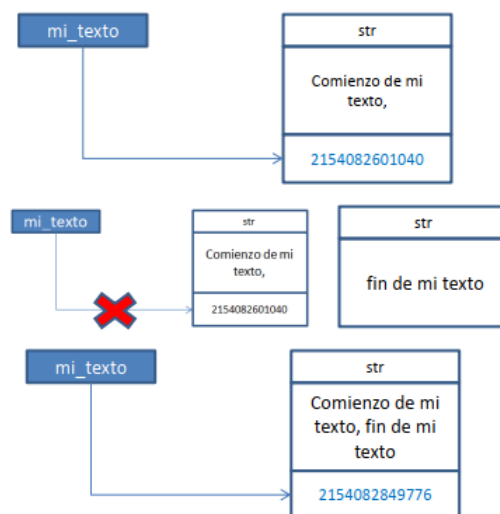 mi_texto
str
Comienzo de mi
texto,
2154082601040
mi_texto
str
Comienzo de mi
texto,
2154082601040
str
fin de mi texto
mi_texto
str
Comienzo de mi
texto, fin de mi
texto
2154082849776